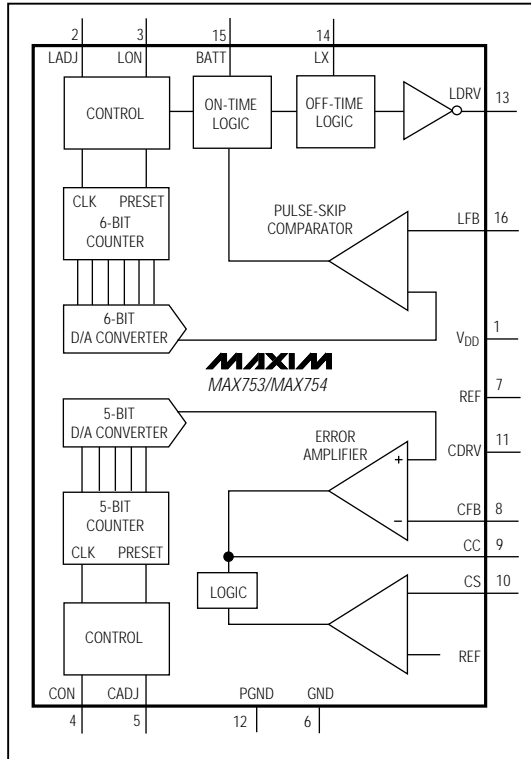 2 3 15 14
LADJ LON BATT LX
CONTROL
ON-TIME
LOGIC
OFF-TIME
LOGIC
LDRV
13
CLK PRESET
6-BIT
COUNTER
PULSE-SKIP
COMPARATOR
LFB 16
6-BIT
D/A CONVERTER
VDD 1
MAXIM
MAX753/MAX754
REF 7
5-BIT
D/A CONVERTER
ERROR
AMPLIFIER
+
−
CDRV 11
5-BIT
COUNTER
CLK PRESET
CFB 8
CC 9
LOGIC
CS 10
CONTROL
REF
CON CADJ PGND GND
4 5 12 6